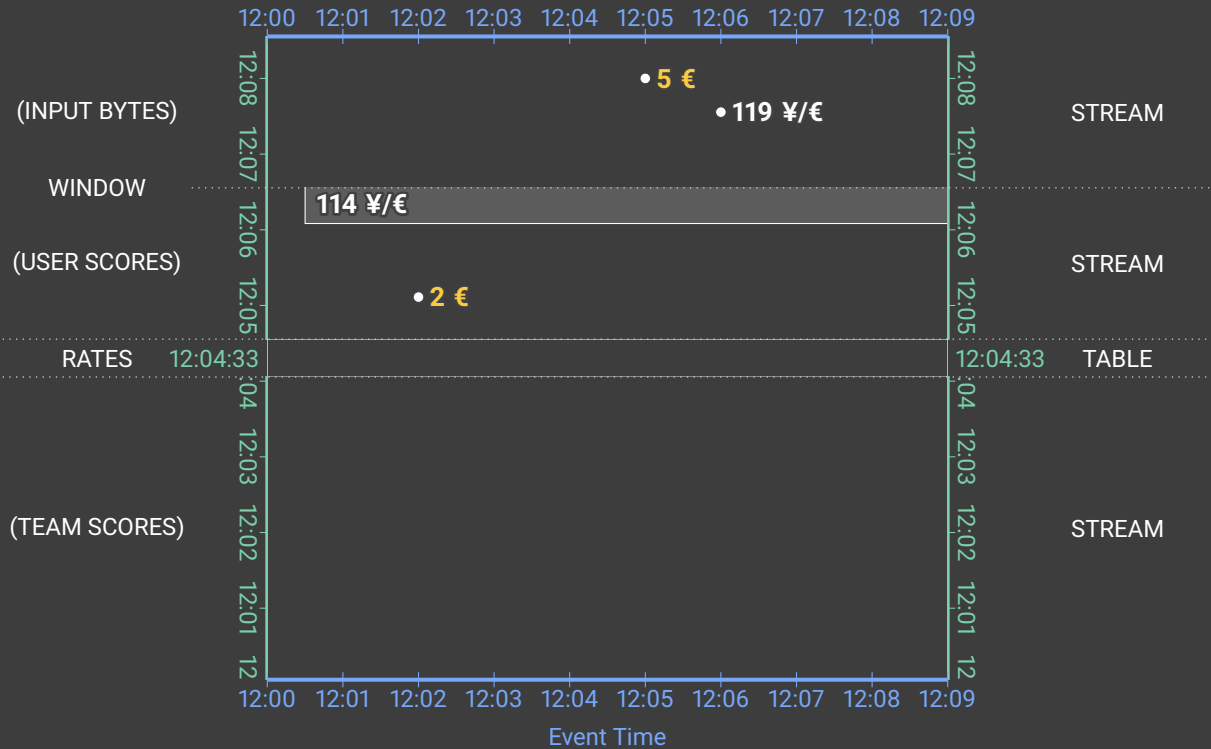 12:00 12:01 12:02 12:03 12:04 12:05 12:06 12:07 12:08 12:09
12:08 5 € 12:08
(INPUT BYTES) 119 ¥/€ STREAM
12:07 12:07
WINDOW
114 ¥/€
12:06 12:06
(USER SCORES) STREAM
12:05 2 € 12:05
RATES 12:04:33 12:04:33 TABLE
:04 :04
12:03 12:03
(TEAM SCORES) 12:02 12:02 STREAM
12:01 12:01
12 12
12:00 12:01 12:02 12:03 12:04 12:05 12:06 12:07 12:08 12:09
Event Time